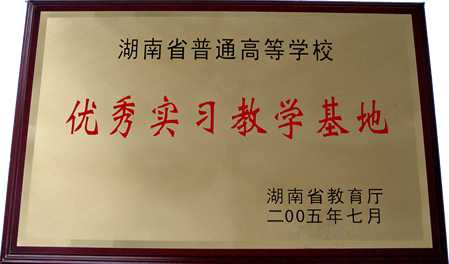 湖南省普通高等学校
优秀实习教学基地
湖南省教育厅
二00五年七月